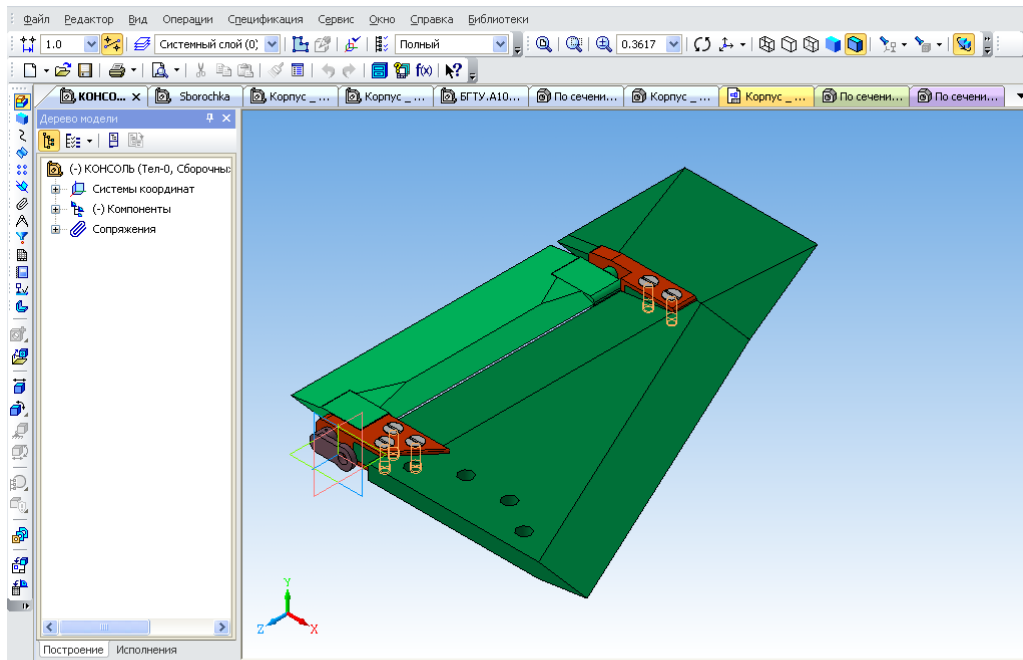 Файл Редактор Вид Операции Спецификация Сервис Окно Справка Библиотеки
1.0 Системный слой (0) Полный 0.3617
f(x)
КОНСО... Sborochka Корпус _ ... Корпус _ ... БГТУ.А10... По сечени... Корпус _ ... Корпус _ ... По сечени... По сечени...
Дерево модели
(-) КОНСОЛЬ (Тел-0, Сборочны
Системы координат
(-) Компоненты
Сопряжения
Y
Z X
Построение Исполнения